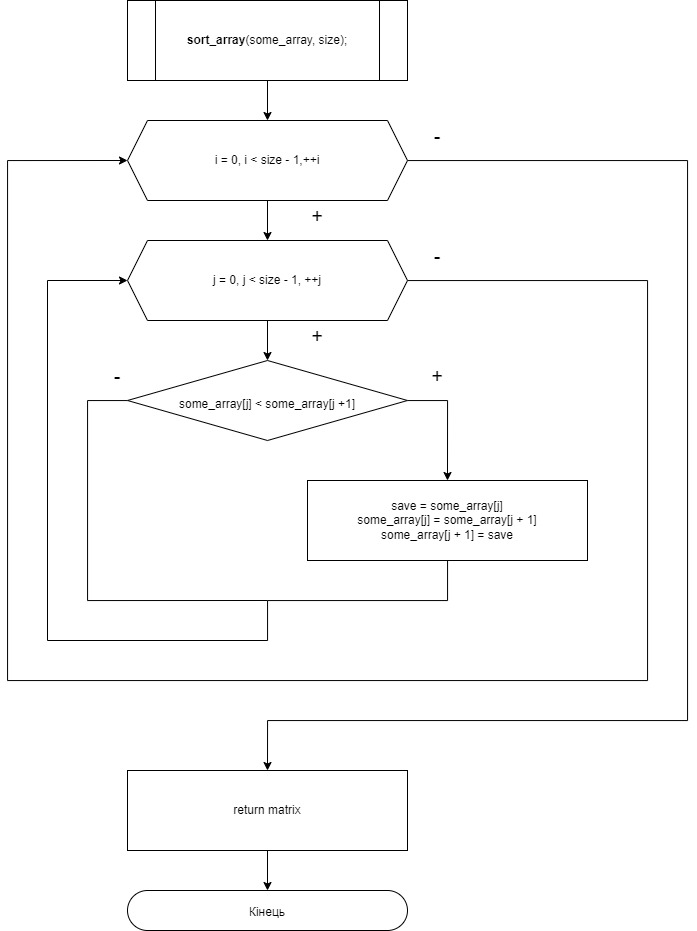 sort_array(some_array, size);
-
i = 0, i < size - 1,++i
+
-
j = 0, j < size - 1, ++j
+
-
+
some_array[j] < some_array[j +1]
save = some_array[j]
some_array[j] = some_array[j + 1]
some_array[j + 1] = save
return matrix
Кінець